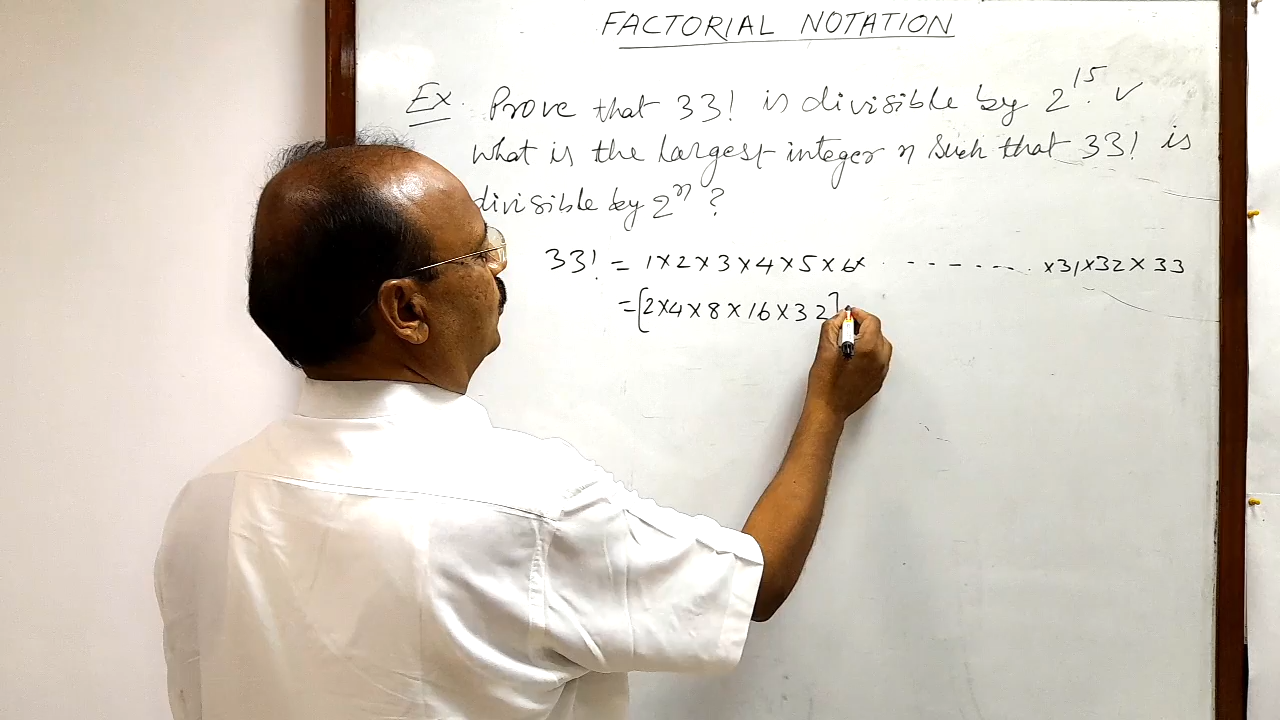 FACTORIAL NOTATION
Ex. Prove that 33! is divisible by 2¹⁵. ✓
What is the largest integer n such that 33! is
divisible by 2ⁿ?
33! = 1×2×3×4×5×6×. ------. ×31×32×33
=[2×4×8×16×32]